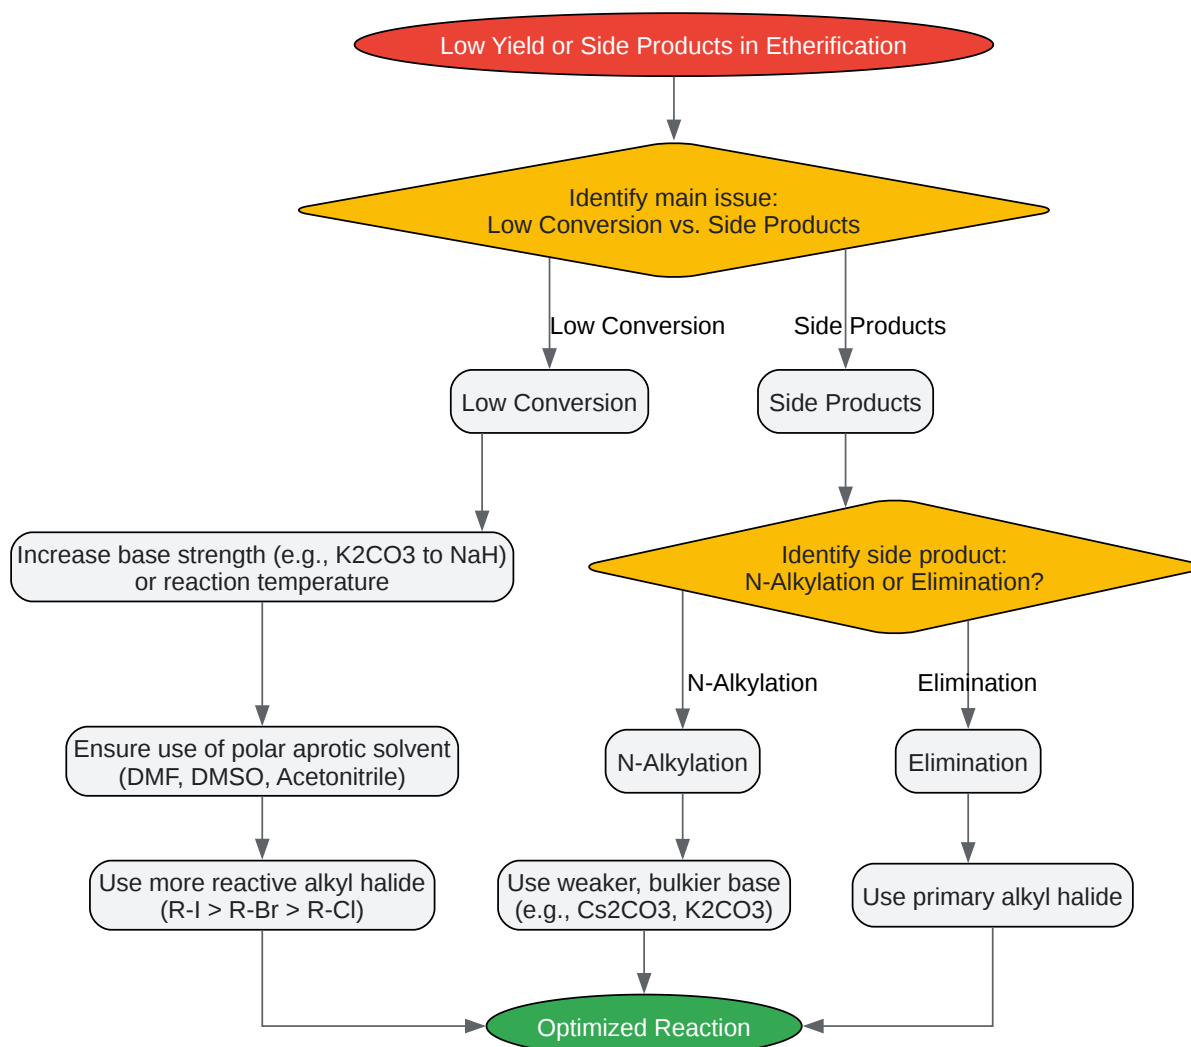 Low Yield or Side Products in Etherification
Identify main issue:
Low Conversion vs. Side Products
Low Conversion
Side Products
Low Conversion
Side Products
Increase base strength (e.g., K2CO3 to NaH)
or reaction temperature
Identify side product:
N-Alkylation or Elimination?
N-Alkylation
Elimination
Ensure use of polar aprotic solvent
(DMF, DMSO, Acetonitrile)
N-Alkylation
Elimination
Use more reactive alkyl halide
(R-I > R-Br > R-Cl)
Use weaker, bulkier base
(e.g., Cs2CO3, K2CO3)
Use primary alkyl halide
Optimized Reaction